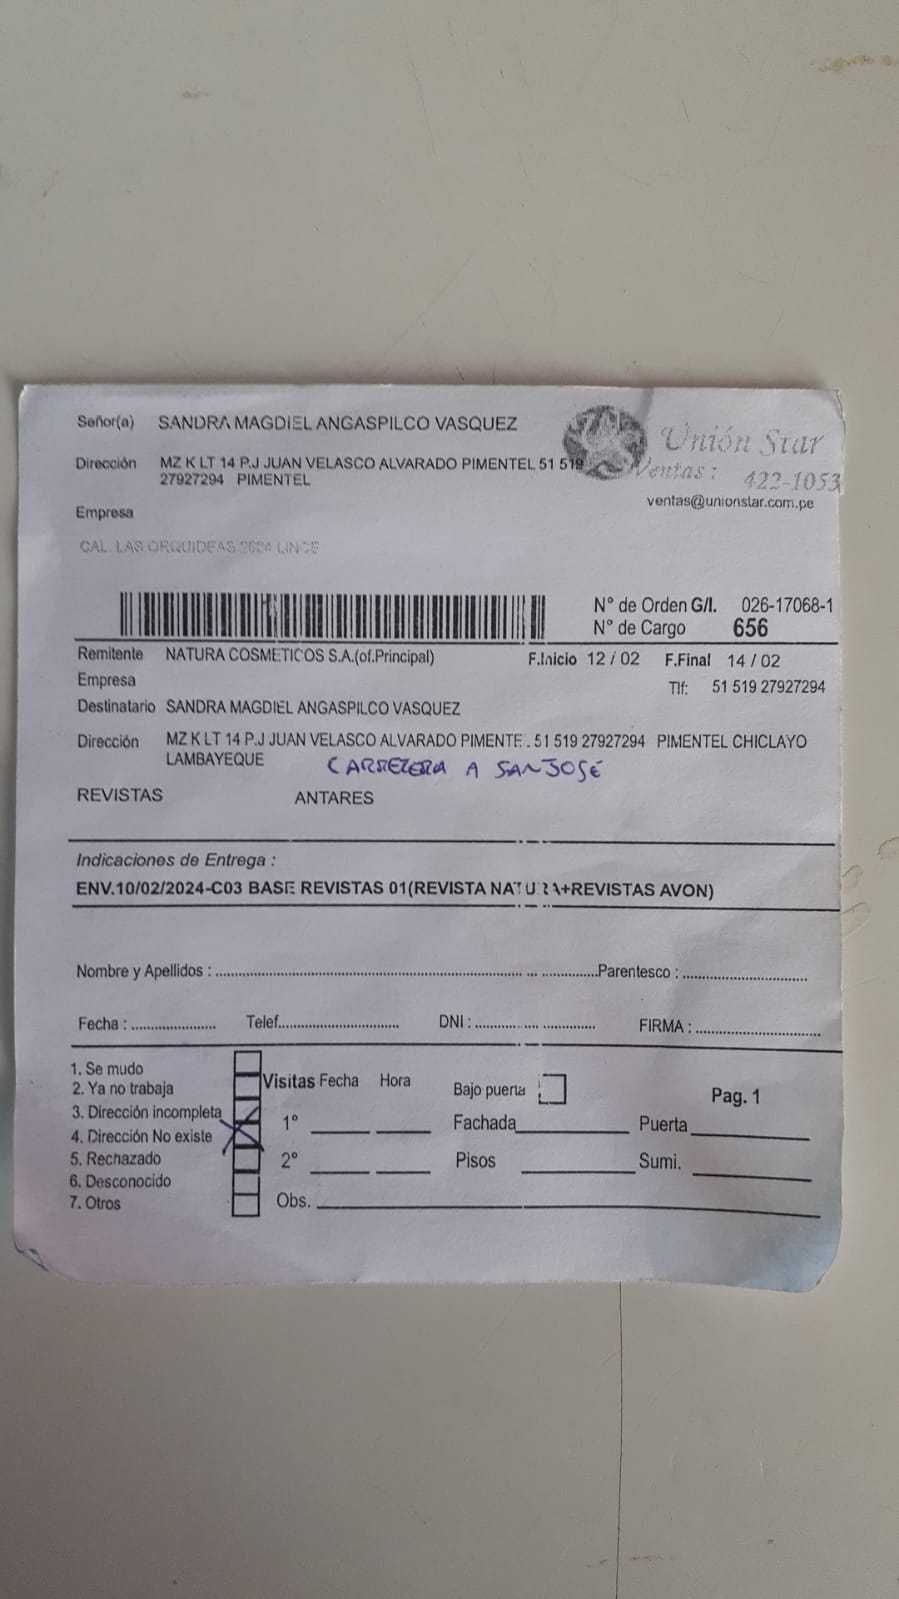 Señor(a) SANDRA MAGDIEL ANGASPILCO VASQUEZ
Unión Star
Dirección MZ K LT 14 P.J JUAN VELASCO ALVARADO PIMENTEL 51 519
27927294 PIMENTEL
Ventas: 422-1053
ventas@unionstar.com.pe
Empresa
CAL. LAS ORQUIDEAS 2624 LINCE
N° de Orden G/I. 026-17068-1
N° de Cargo 656
Remitente NATURA COSMETICOS S.A.(of.Principal) F.Inicio 12 / 02 F.Final 14 / 02
Empresa Tlf: 51 519 27927294
Destinatario SANDRA MAGDIEL ANGASPILCO VASQUEZ
Dirección MZ K LT 14 P.J JUAN VELASCO ALVARADO PIMENTEL 51 519 27927294 PIMENTEL CHICLAYO
LAMBAYEQUE CARRETERA A SAN JOSÉ
REVISTAS ANTARES
Indicaciones de Entrega :
ENV.10/02/2024-C03 BASE REVISTAS 01(REVISTA NATURA+REVISTAS AVON)
Nombre y Apellidos : Parentesco :
Fecha : Telef. DNI : FIRMA :
1. Se mudo
2. Ya no trabaja
3. Dirección incompleta
4. Dirección No existe
5. Rechazado
6. Desconocido
7. Otros
Visitas Fecha Hora Bajo puerta Pag. 1
1° Fachada Puerta
2° Pisos Sumi.
Obs.